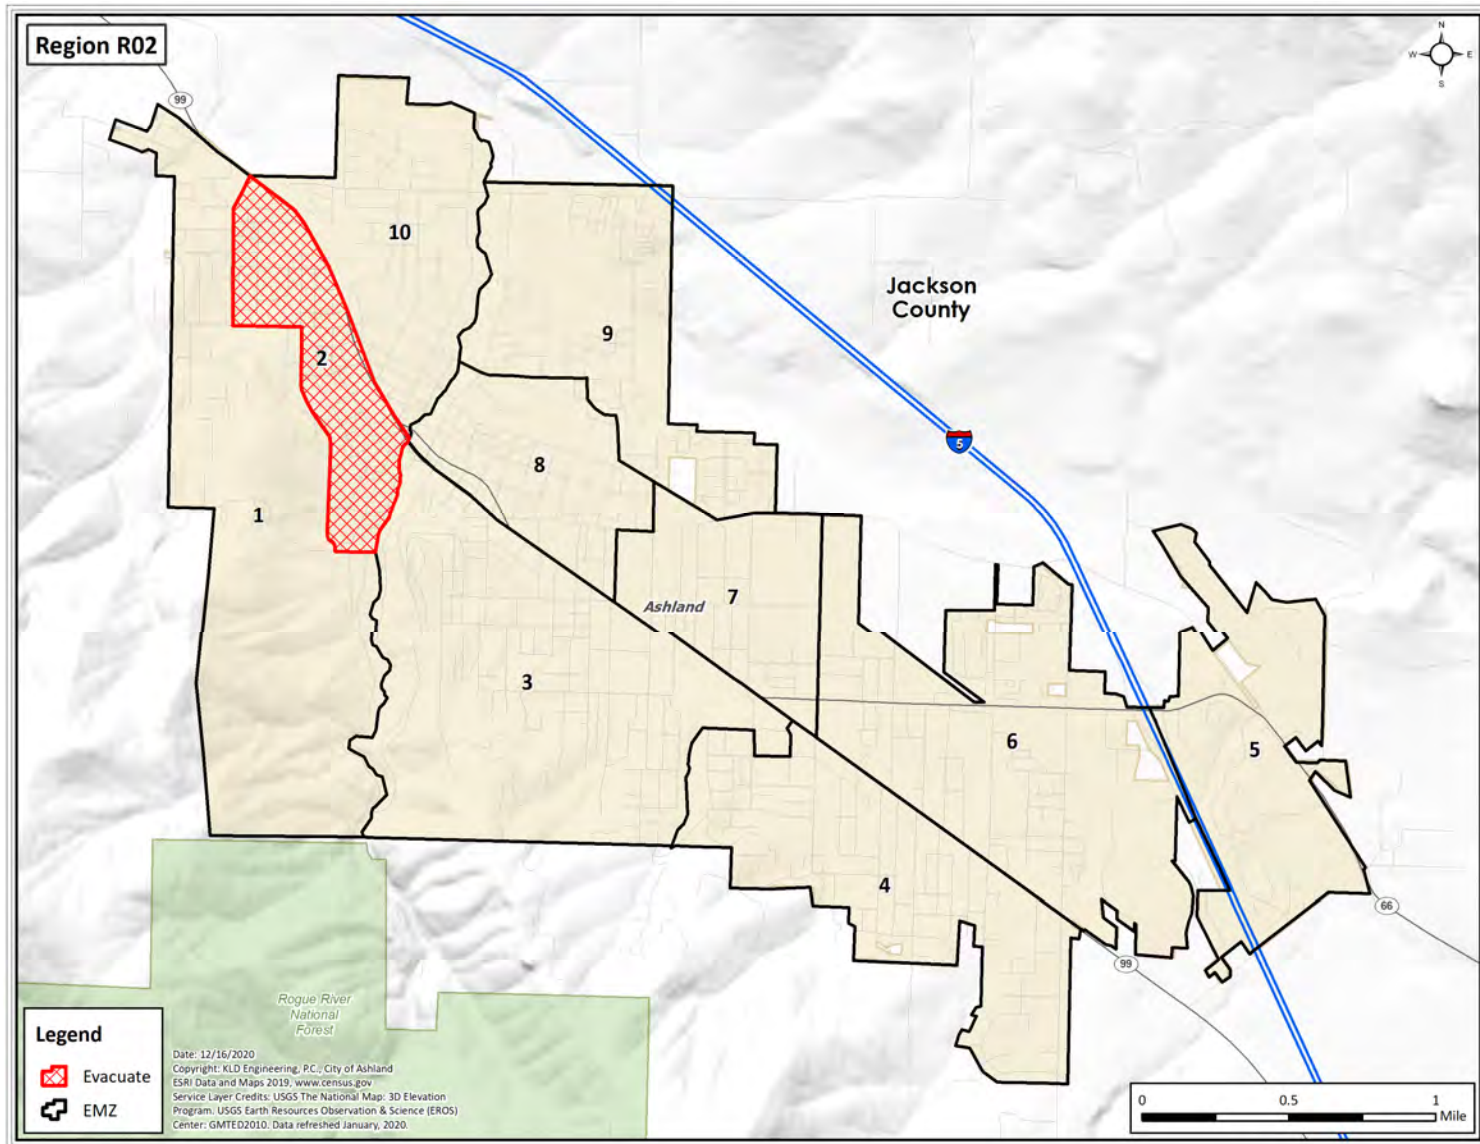 Region R02
N
W E
S
99
10
Jackson
County
9
2
5
8
1
7
Ashland
3
6
5
4
66
99
Rogue River
National
Forest
Legend
Evacuate
EMZ
Date: 12/16/2020
Copyright: KLD Engineering, P.C., City of Ashland
ESRI Data and Maps 2019, www.census.gov
Service Layer Credits: USGS The National Map: 3D Elevation
Program. USGS Earth Resources Observation & Science (EROS)
Center: GMTED2010. Data refreshed January, 2020.
0 0.5 1
Mile